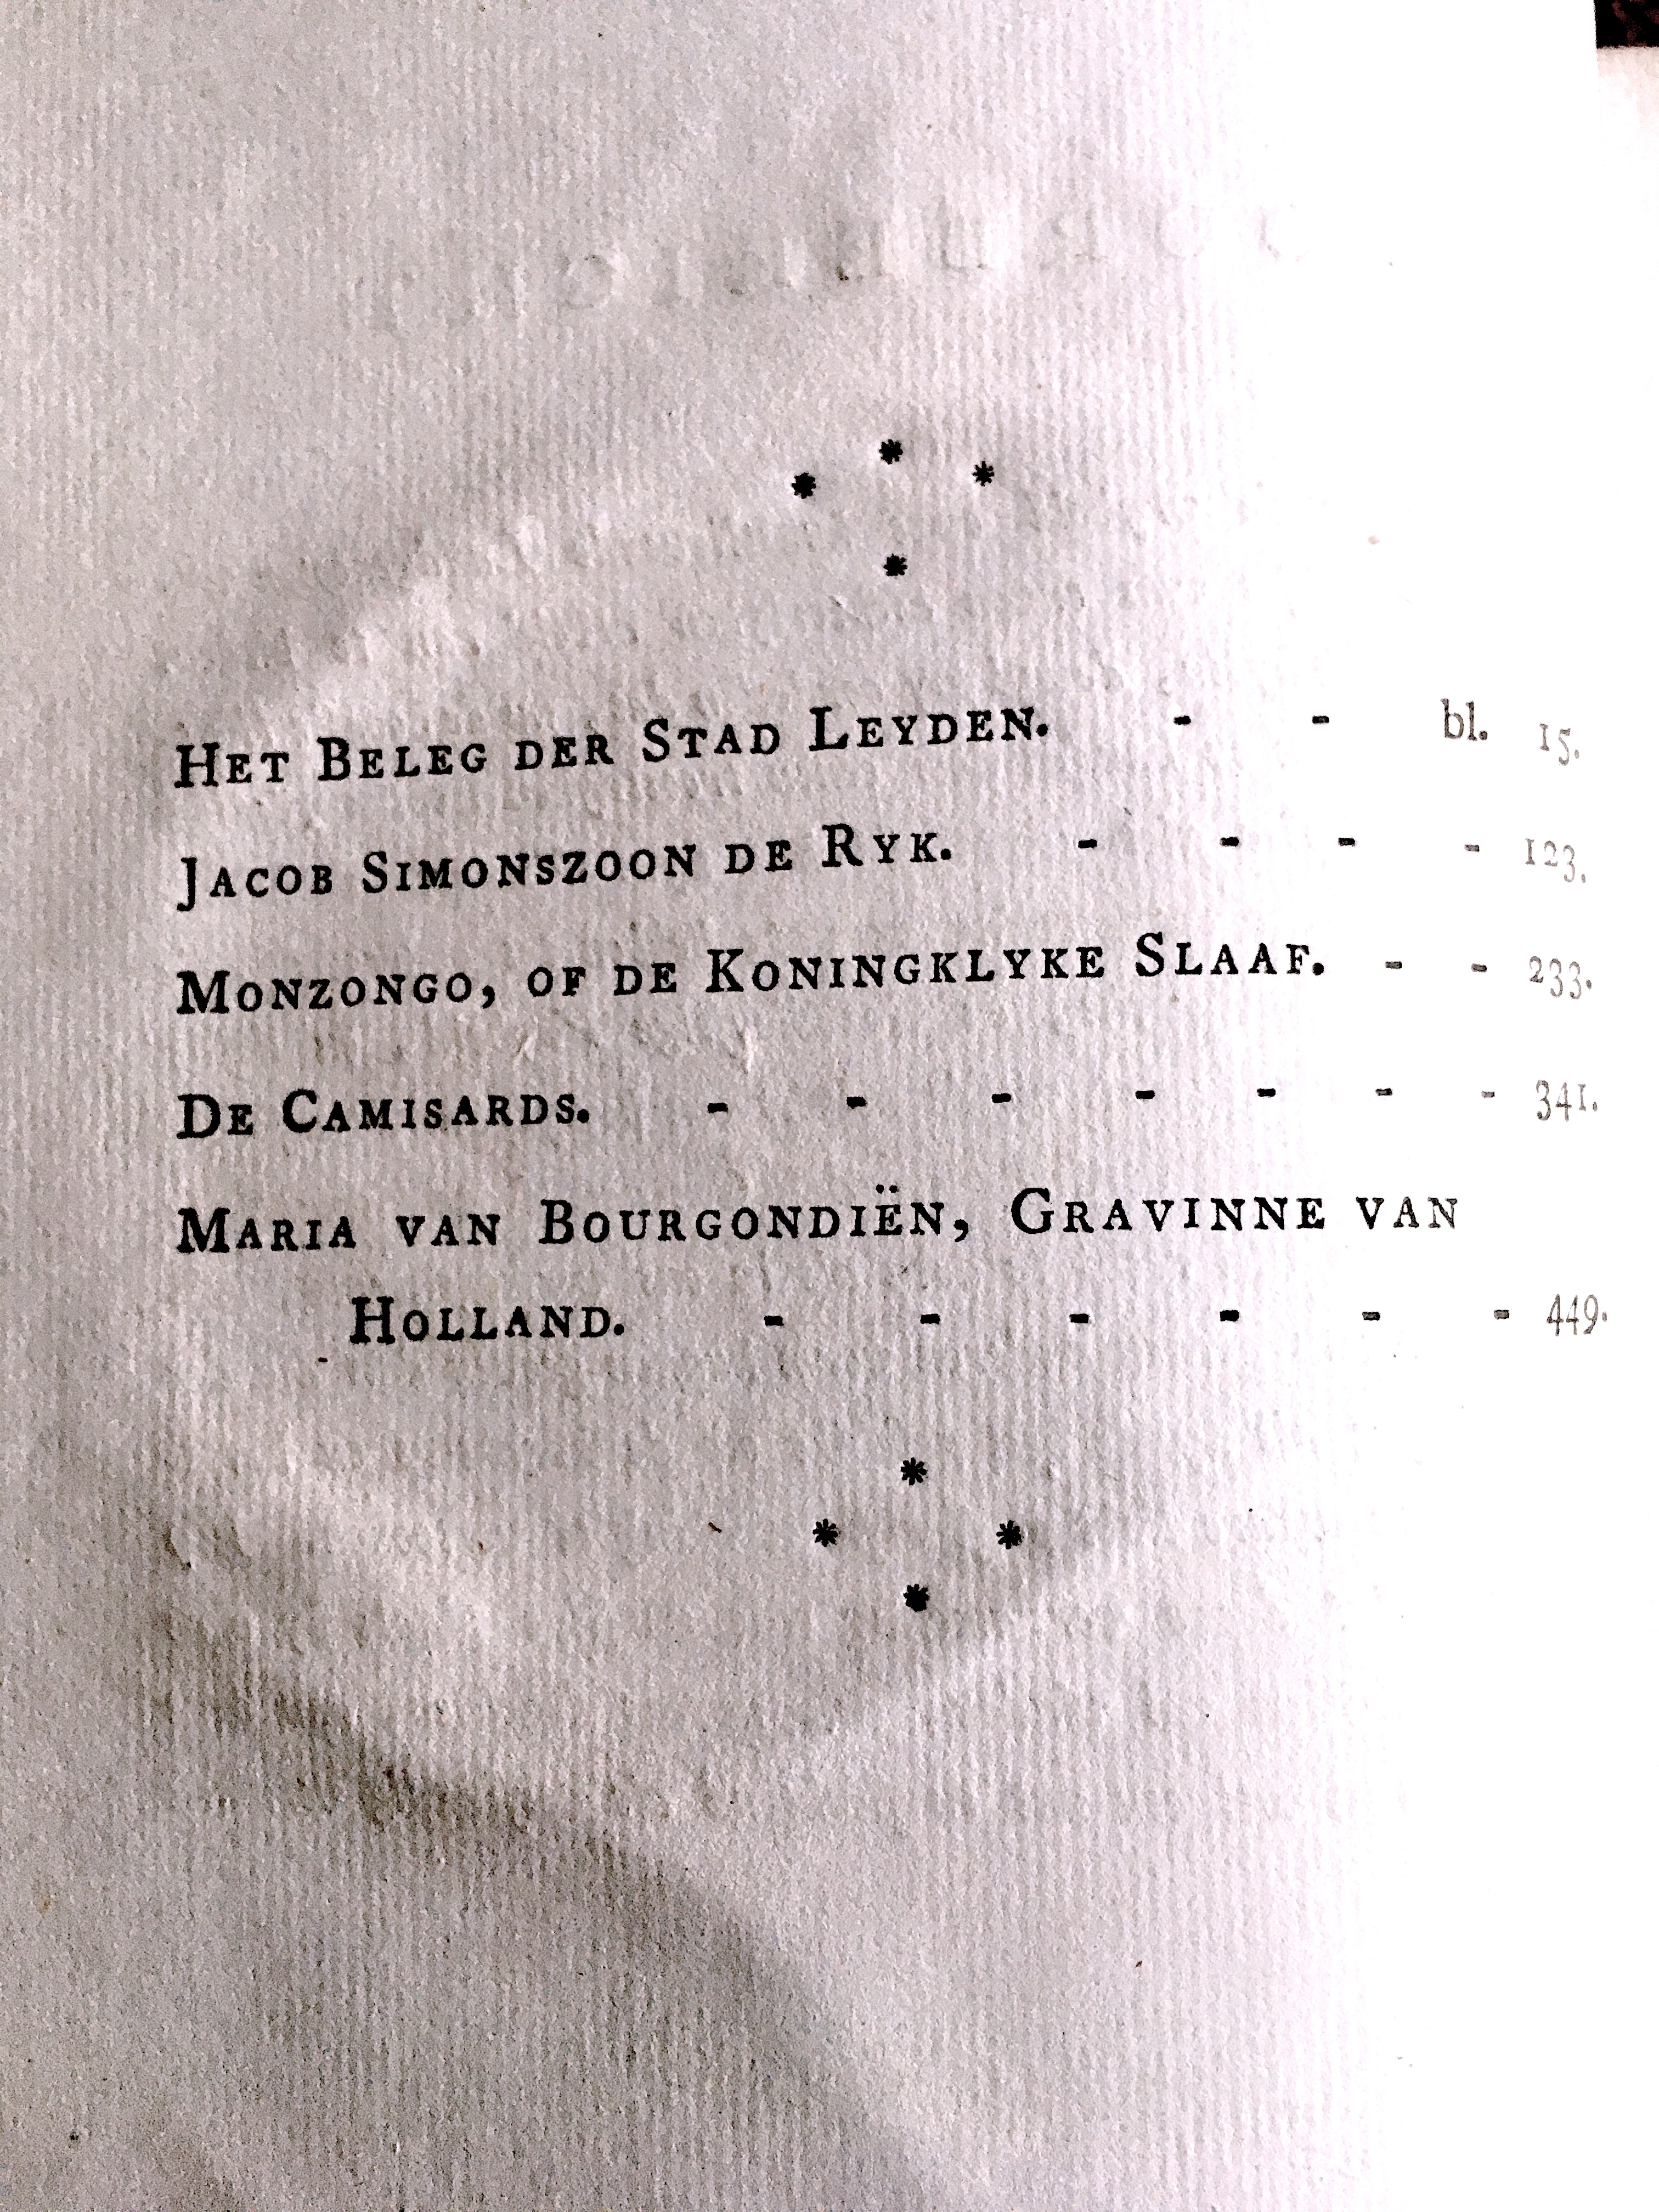 * * *
*
HET BELEG DER STAD LEYDEN. - - bl. 15.
JACOB SIMONSZOON DE RYK. - - - - 123.
MONZONGO, OF DE KONINGKLYKE SLAAF. - - 233.
DE CAMISARDS. - - - - - - - 341.
MARIA VAN BOURGONDIËN, GRAVINNE VAN
HOLLAND. - - - - - - 449.
*
* *
*